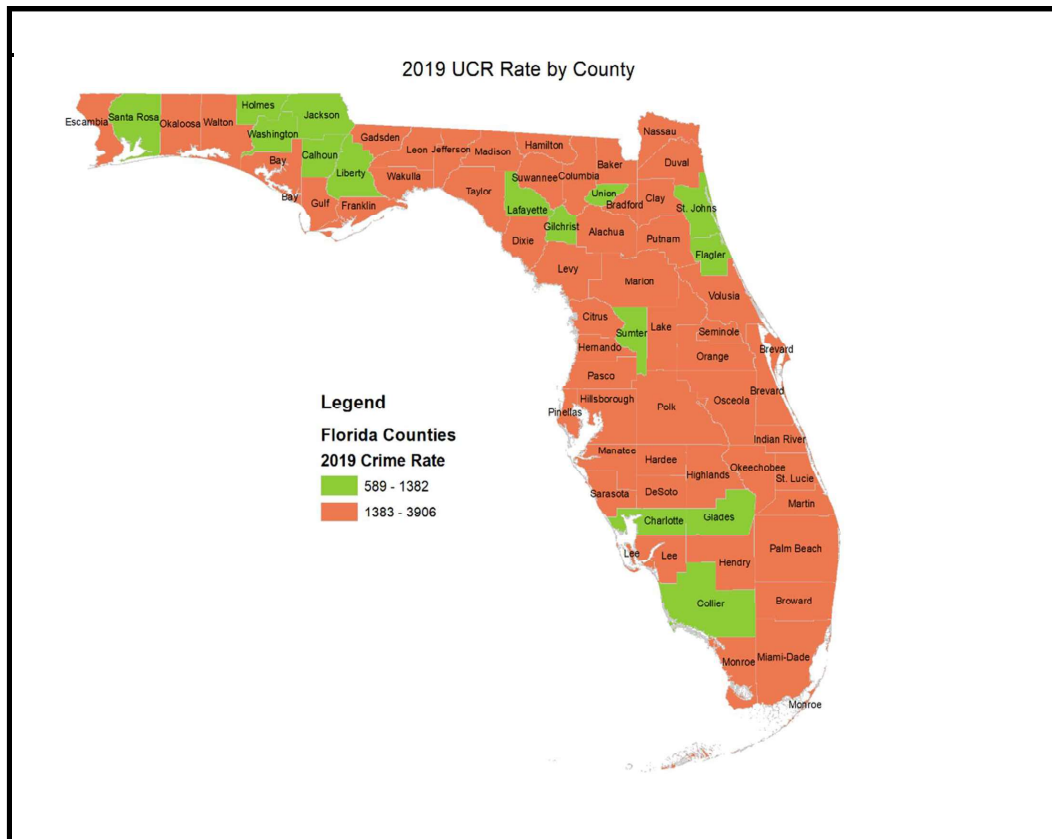 2019 UCR Rate by County
Escambia
Santa Rosa
Okaloosa
Walton
Holmes
Jackson
Washington
Calhoun
Liberty
Bay
Bay
Gulf
Franklin
Gadsden
Leon
Jefferson
Madison
Hamilton
Wakulla
Taylor
Suwannee
Columbia
Lafayette
Dixie
Gilchrist
Nassau
Baker
Duval
Union
Bradford
Clay
St. Johns
Alachua
Putnam
Flagler
Levy
Marion
Volusia
Citrus
Sumter
Lake
Seminole
Hernando
Orange
Brevard
Pasco
Brevard
Hillsborough
Polk
Osceola
Pinellas
Indian River
Manatee
Hardee
Okeechobee
Highlands
St. Lucie
Sarasota
DeSoto
Martin
Charlotte
Glades
Lee
Lee
Hendry
Palm Beach
Collier
Broward
Monroe
Miami-Dade
Monroe
Legend
Florida Counties
2019 Crime Rate
589 - 1382
1383 - 3906